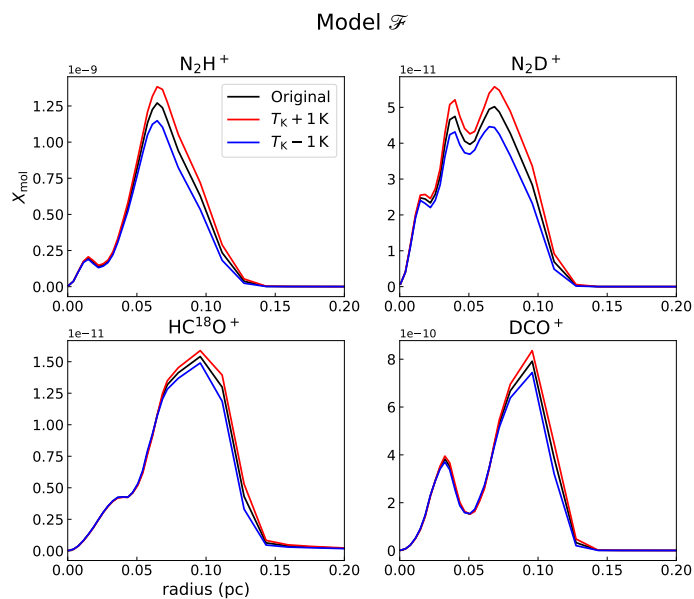 Model ℱ
N₂H⁺
N₂D⁺
1e−9
1e−11
Original
T_K + 1 K
T_K − 1 K
X_mol
1.25
1.00
0.75
0.50
0.25
0.00
5
4
3
2
1
0
0.00 0.05 0.10 0.15 0.20
0.00 0.05 0.10 0.15 0.20
HC¹⁸O⁺
DCO⁺
1e−11
1e−10
1.50
1.25
1.00
0.75
0.50
0.25
0.00
8
6
4
2
0
0.00 0.05 0.10 0.15 0.20
0.00 0.05 0.10 0.15 0.20
radius (pc)